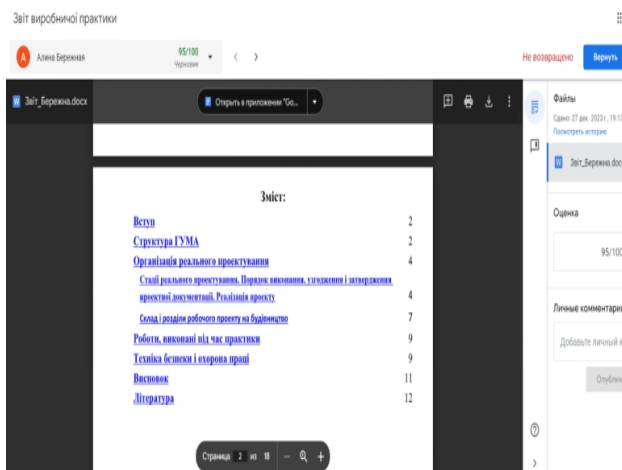 Звіт виробничої практики
А Алина Бережная
95/100
Черновик
Не возвращено
Вернуть
W Звіт_Бережна.docx
Открыть в приложении "Go...
Зміст:
Вступ 2
Структура ГУМА 2
Організація реального проектування 4
Стадії реального проектування. Порядок виконання, узгодження і затвердження
проектної документації. Реалізація проекту 4
Склад і розділи робочого проекту на будівництво 7
Роботи, виконані під час практики 9
Техніка безпеки і охорона праці 9
Висновок 11
Література 12
Страница 2 из 18
Файлы
Сдано: 27 дек. 2023 г., 19:13
Посмотреть историю
W Звіт_Бережна.doc
Оценка
95/100
Личные комментарии
Добавьте личный к
Опублик